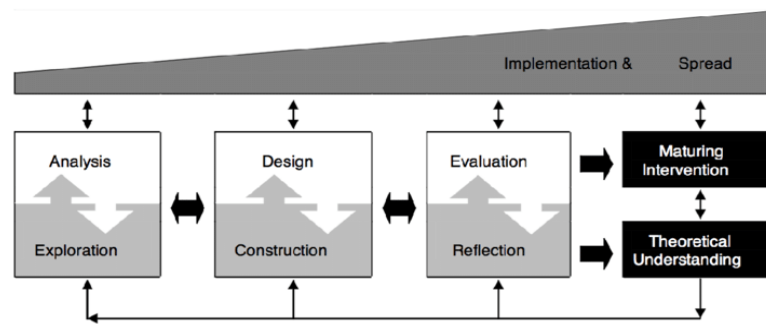 Implementation & Spread
Analysis
Exploration
Design
Construction
Evaluation
Reflection
Maturing
Intervention
Theoretical
Understanding